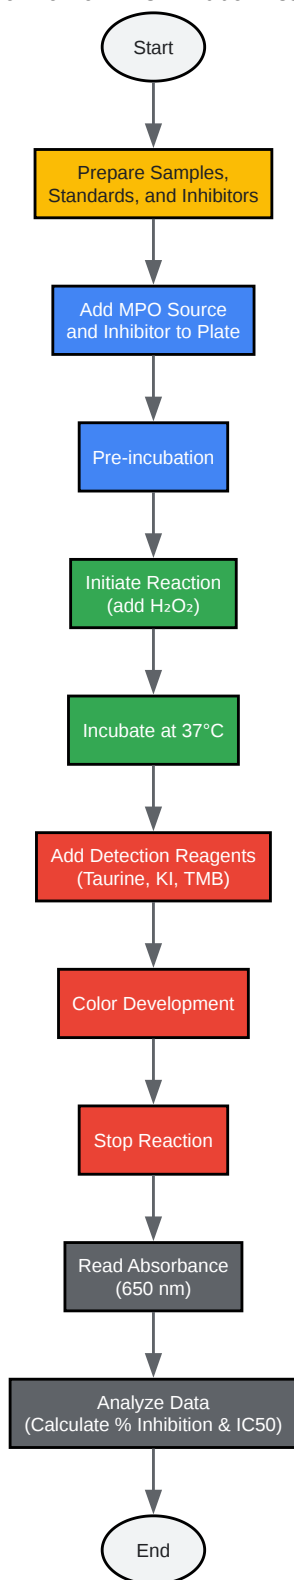 Start
Prepare Samples,
Standards, and Inhibitors
Add MPO Source
and Inhibitor to Plate
Pre-incubation
Initiate Reaction
(add H₂O₂)
Incubate at 37°C
Add Detection Reagents
(Taurine, KI, TMB)
Color Development
Stop Reaction
Read Absorbance
(650 nm)
Analyze Data
(Calculate % Inhibition & IC50)
End